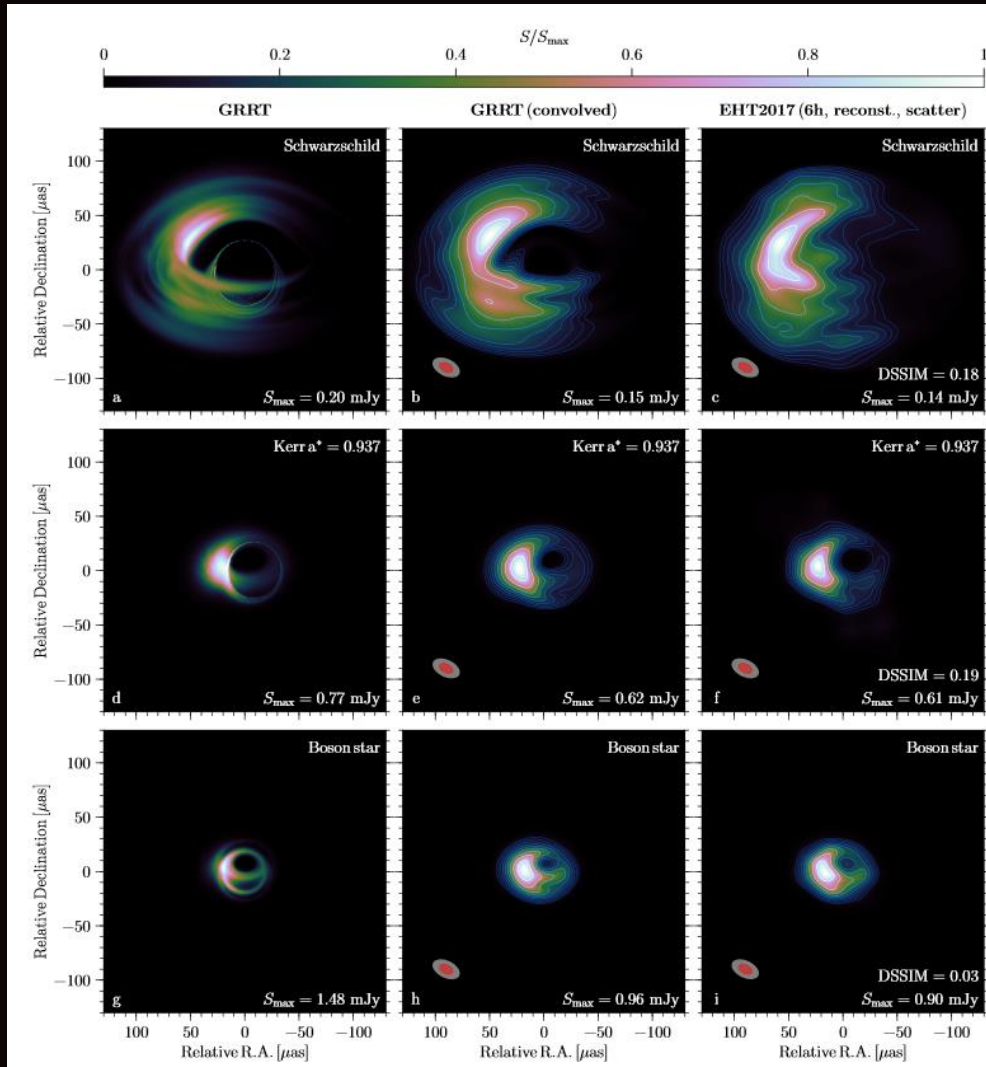 S/S_max
0 0.2 0.4 0.6 0.8 1
GRRT GRRT (convolved) EHT2017 (6h, reconst., scatter)
Relative Declination [μas]
100
50
0
−50
−100
Schwarzschild
a
S_max = 0.20 mJy
Schwarzschild
b
S_max = 0.15 mJy
Schwarzschild
DSSIM = 0.18
c
S_max = 0.14 mJy
Relative Declination [μas]
100
50
0
−50
−100
Kerr a* = 0.937
d
S_max = 0.77 mJy
Kerr a* = 0.937
e
S_max = 0.62 mJy
Kerr a* = 0.937
DSSIM = 0.19
f
S_max = 0.61 mJy
Relative Declination [μas]
100
50
0
−50
−100
Boson star
g
S_max = 1.48 mJy
Boson star
h
S_max = 0.96 mJy
Boson star
DSSIM = 0.03
i
S_max = 0.90 mJy
100 50 0 −50 −100 100 50 0 −50 −100 100 50 0 −50 −100
Relative R.A. [μas] Relative R.A. [μas] Relative R.A. [μas]